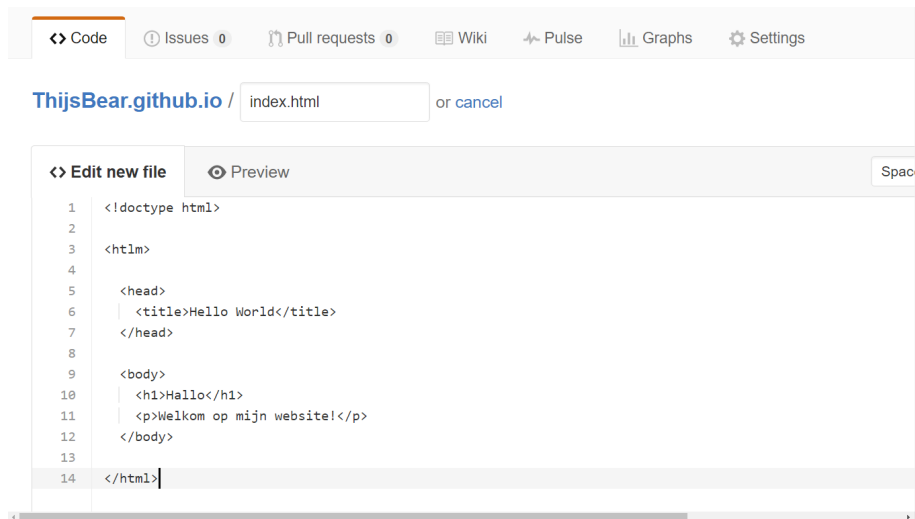 <> Code Issues 0 Pull requests 0 Wiki Pulse Graphs Settings
ThijsBear.github.io / index.html or cancel
<> Edit new file Preview Spac
1 <!doctype html>
2
3 <htlm>
4
5 <head>
6 <title>Hello World</title>
7 </head>
8
9 <body>
10 <h1>Hallo</h1>
11 <p>Welkom op mijn website!</p>
12 </body>
13
14 </html>